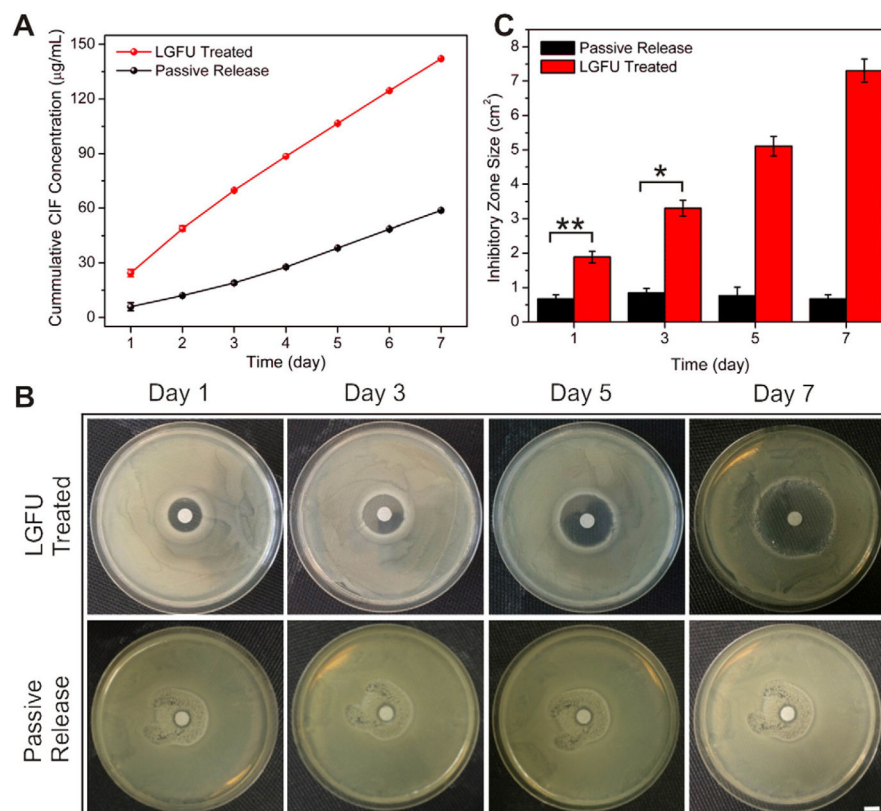 A
LGFU Treated
Passive Release
Cummulative CIF Concentration (μg/mL)
150
120
90
60
30
0
1 2 3 4 5 6 7
Time (day)
C
Passive Release
LGFU Treated
Inhibitory Zone Size (cm²)
8
7
6
5
4
3
2
1
0
**
*
1 3 5 7
Time (day)
B
Day 1 Day 3 Day 5 Day 7
LGFU
Treated
Passive
Release